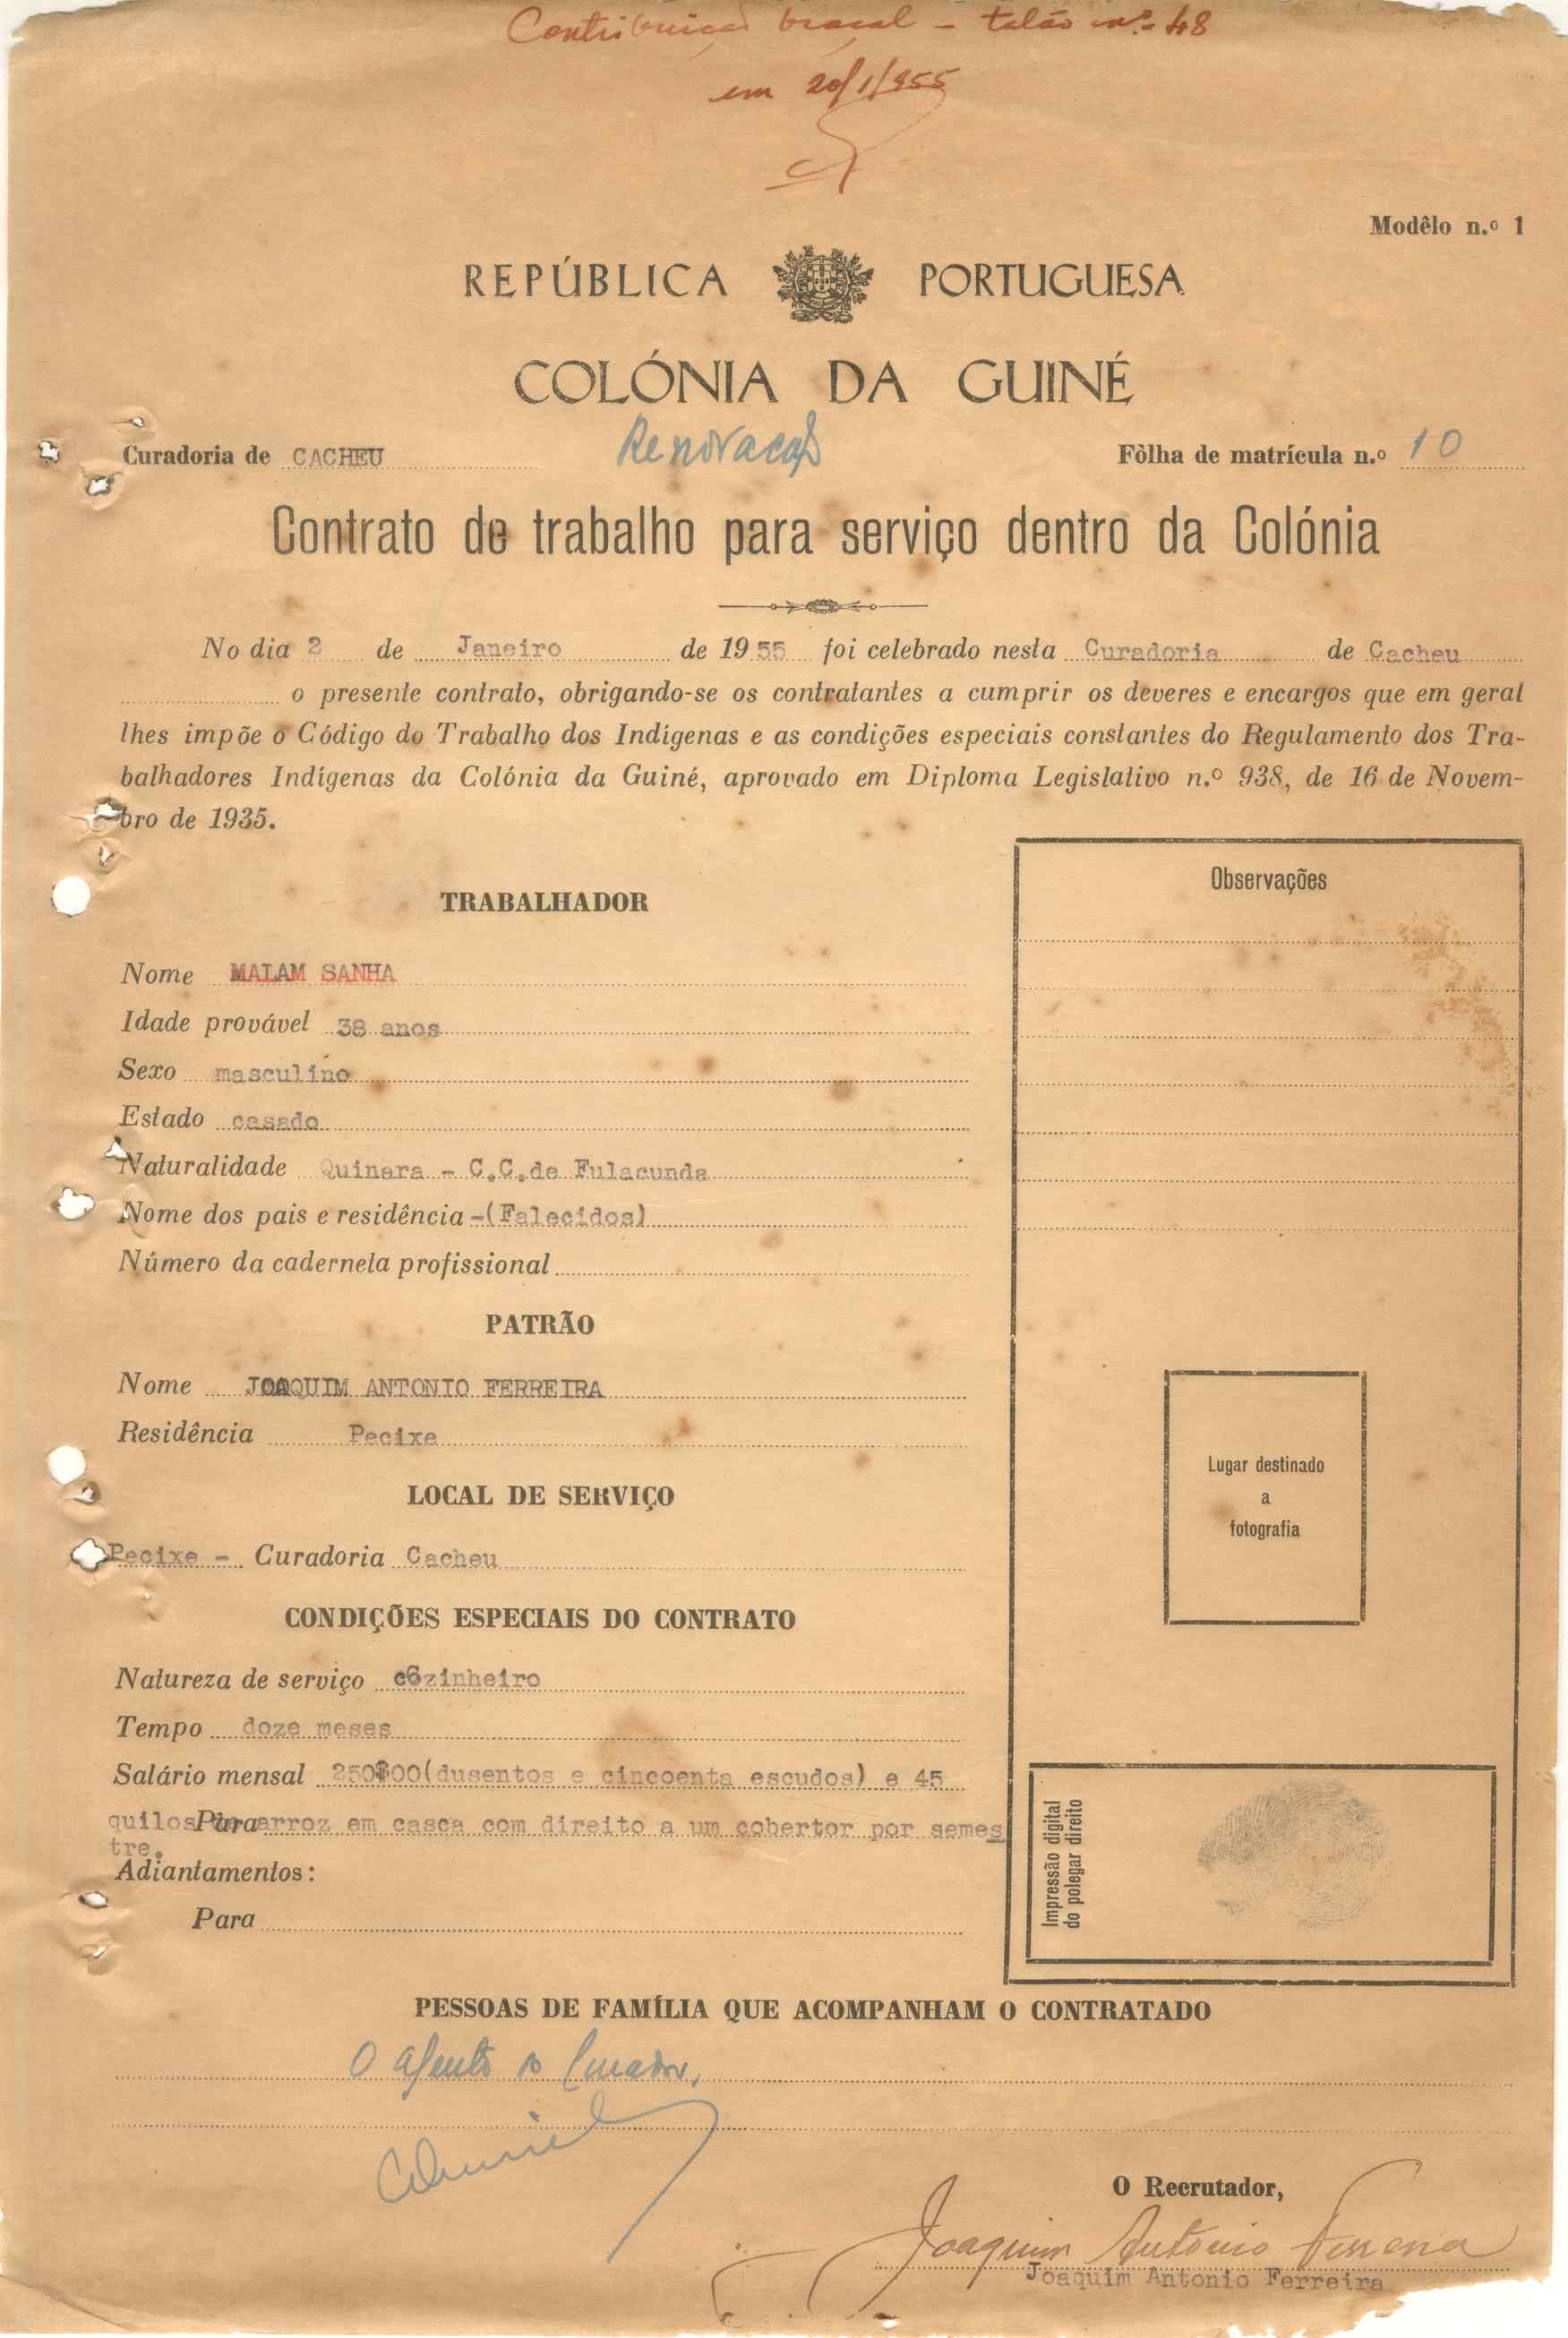 Contribuição braçal - talão nº 48
em 20/1/955
Modêlo n.º 1
REPÚBLICA PORTUGUESA
COLÓNIA DA GUINÉ
Curadoria de CACHEU Renovação Fôlha de matrícula n.º 10
Contrato de trabalho para serviço dentro da Colónia
No dia 2 de Janeiro de 1955 foi celebrado nesta Curadoria de Cacheu
o presente contrato, obrigando-se os contratantes a cumprir os deveres e encargos que em geral
lhes impõe o Código do Trabalho dos Indígenas e as condições especiais constantes do Regulamento dos Tra-
balhadores Indígenas da Colónia da Guiné, aprovado em Diploma Legislativo n.º 938, de 16 de Novem-
bro de 1935.
Observações
TRABALHADOR
Nome MALAM SANHA
Idade provável 38 anos
Sexo masculino
Estado casado
Naturalidade Quinara - C.C.de Fulacunda
Nome dos pais e residência -(Falecidos)
Número da caderneta profissional
PATRÃO
Nome JOAQUIM ANTONIO FERREIRA
Residência Pecixe
Lugar destinado
a
fotografia
LOCAL DE SERVIÇO
Pecixe - Curadoria Cacheu
CONDIÇÕES ESPECIAIS DO CONTRATO
Natureza de serviço cozinheiro
Tempo doze meses
Salário mensal 250$00(dusentos e cincoenta escudos) e 45
quilos Para arroz em casca com direito a um cobertor por semes
tre.
Adiantamentos:
Para
Impressão digital
do polegar direito
PESSOAS DE FAMÍLIA QUE ACOMPANHAM O CONTRATADO
O Agente do Curador,
O Recrutador,
Joaquim António Ferreira
Joaquim Antonio Ferreira